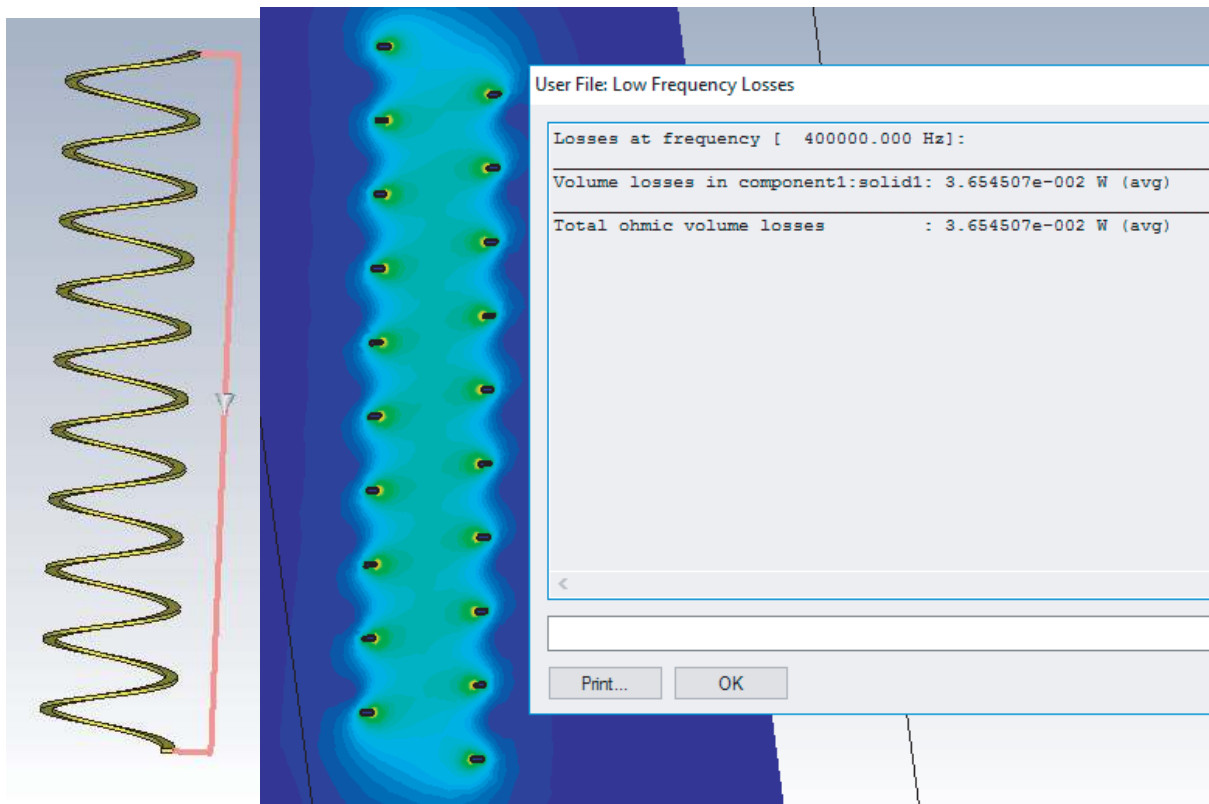 User File: Low Frequency Losses
Losses at frequency [  400000.000 Hz]:
Volume losses in component1:solid1: 3.654507e-002 W (avg)
Total ohmic volume losses          : 3.654507e-002 W (avg)
<
Print...
OK